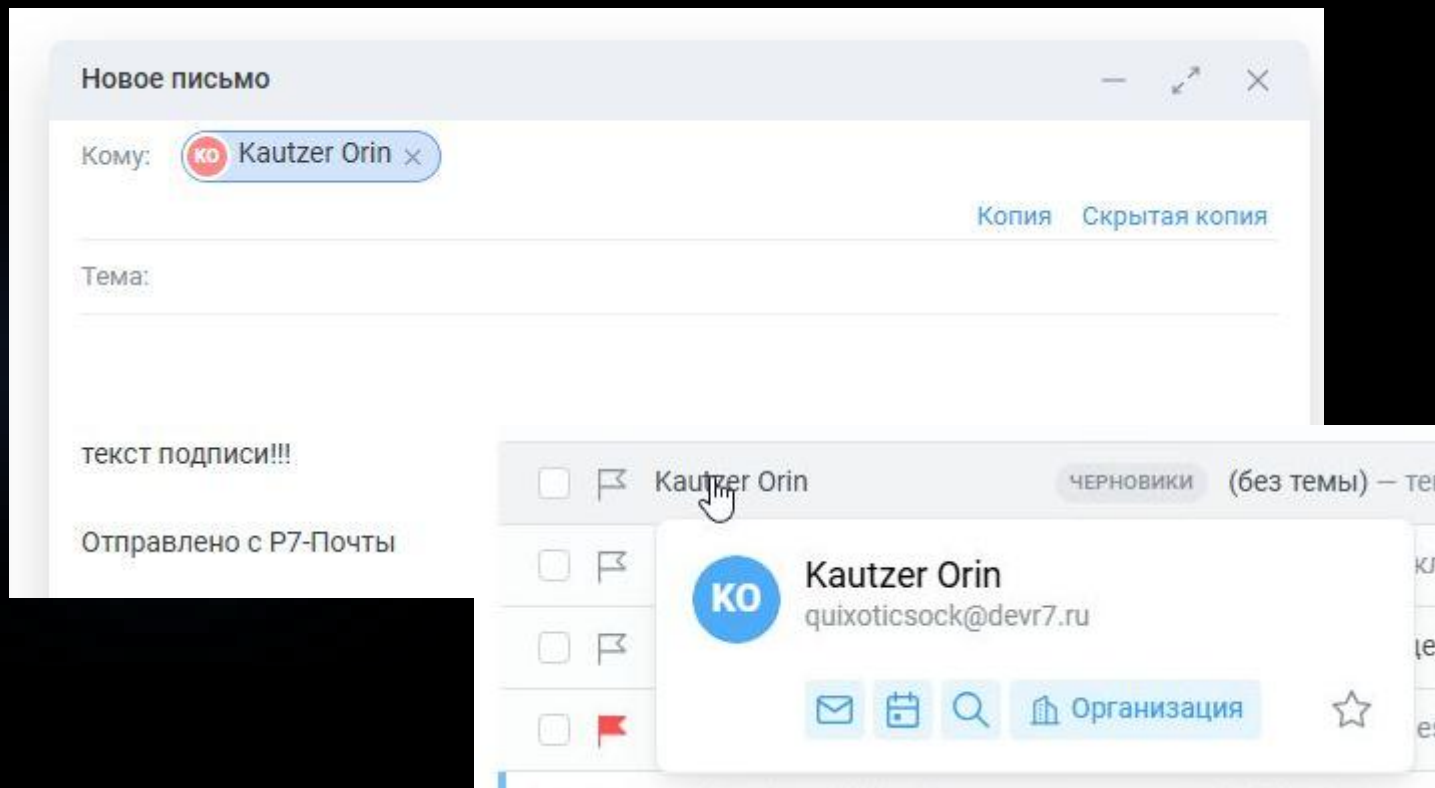 Новое письмо
Кому: KO Kautzer Orin
Копия Скрытая копия
Тема:
текст подписи!!!
Отправлено с Р7-Почты
Kautzer Orin ЧЕРНОВИКИ (без темы) —
KO Kautzer Orin
quixoticsock@devr7.ru
Организация